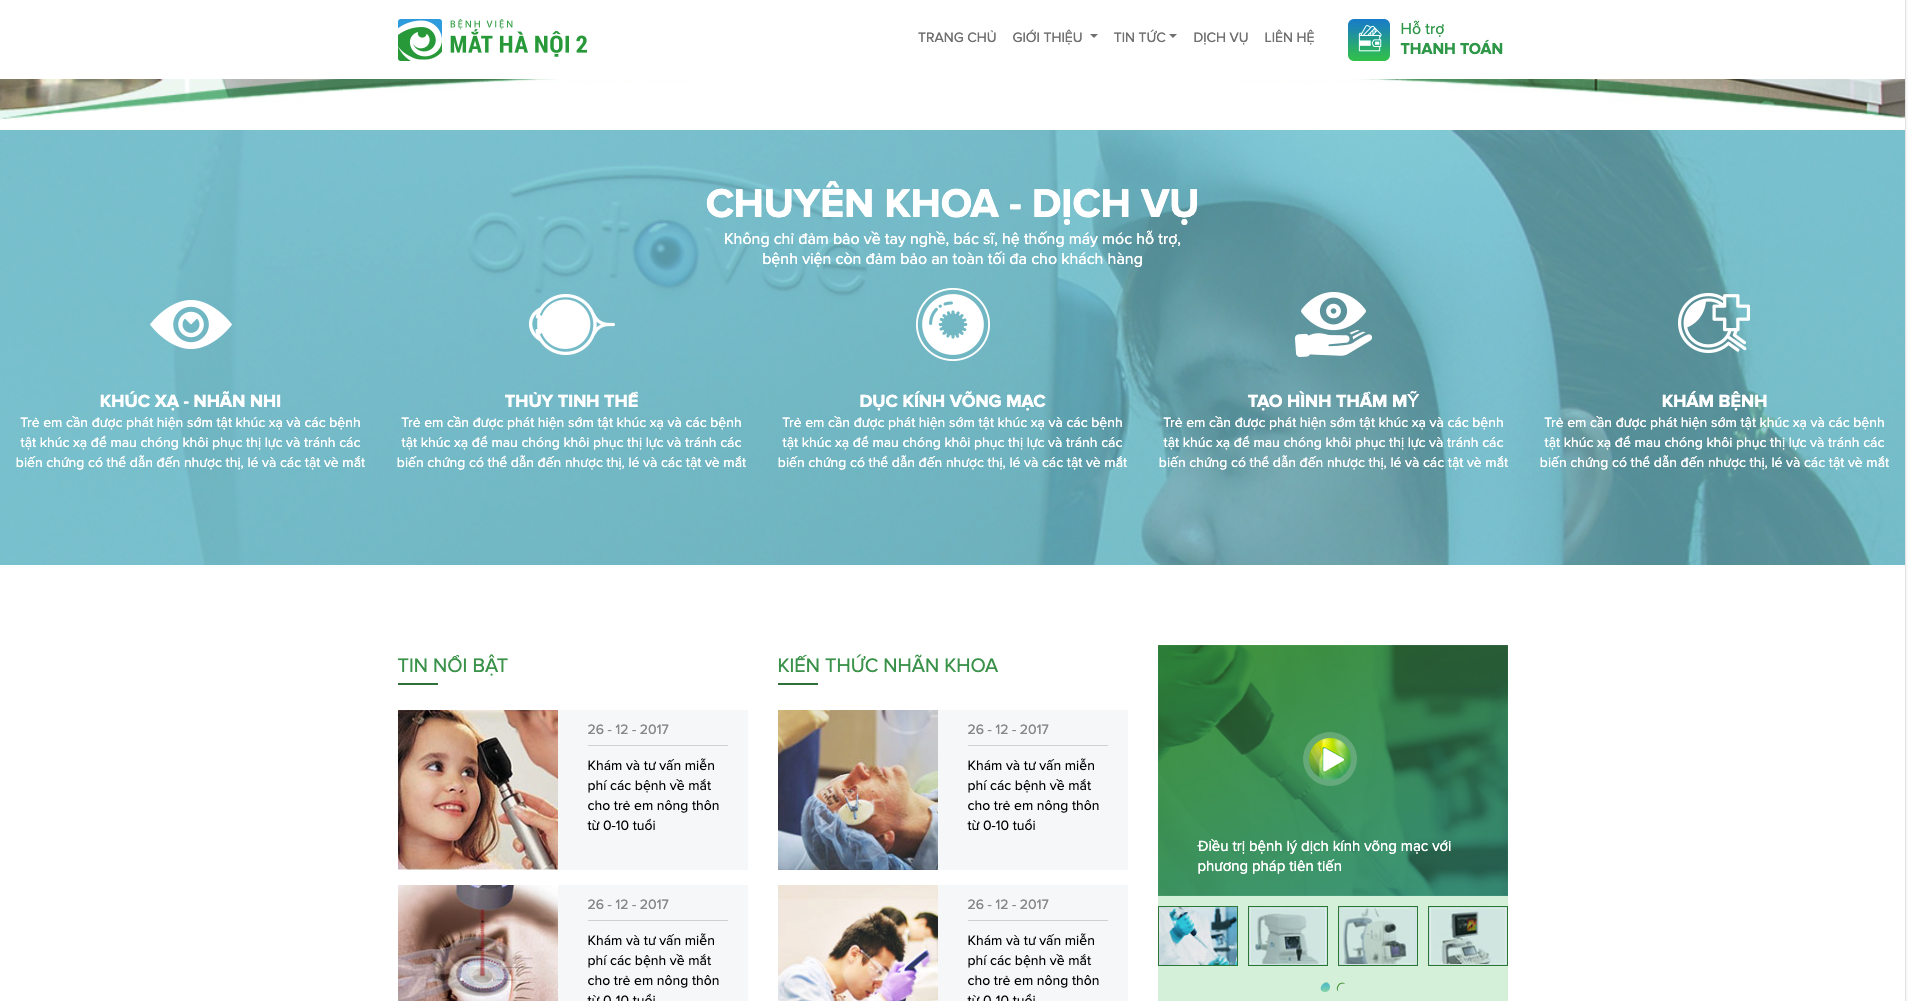 BỆNH VIỆN
MẮT HÀ NỘI 2
TRANG CHỦ
GIỚI THIỆU
TIN TỨC
DỊCH VỤ
LIÊN HỆ
Hỗ trợ
THANH TOÁN
optovue
CHUYÊN KHOA - DỊCH VỤ
Không chỉ đảm bảo về tay nghề, bác sĩ, hệ thống máy móc hỗ trợ,
bệnh viện còn đảm bảo an toàn tối đa cho khách hàng
KHÚC XẠ - NHÃN NHI
Trẻ em cần được phát hiện sớm tật khúc xạ và các bệnh
tật khúc xạ để mau chóng khôi phục thị lực và tránh các
biến chứng có thể dẫn đến nhược thị, lé và các tật vè mắt
THỦY TINH THỂ
Trẻ em cần được phát hiện sớm tật khúc xạ và các bệnh
tật khúc xạ để mau chóng khôi phục thị lực và tránh các
biến chứng có thể dẫn đến nhược thị, lé và các tật vè mắt
DỤC KÍNH VÕNG MẠC
Trẻ em cần được phát hiện sớm tật khúc xạ và các bệnh
tật khúc xạ để mau chóng khôi phục thị lực và tránh các
biến chứng có thể dẫn đến nhược thị, lé và các tật vè mắt
TẠO HÌNH THẨM MỸ
Trẻ em cần được phát hiện sớm tật khúc xạ và các bệnh
tật khúc xạ để mau chóng khôi phục thị lực và tránh các
biến chứng có thể dẫn đến nhược thị, lé và các tật vè mắt
KHÁM BỆNH
Trẻ em cần được phát hiện sớm tật khúc xạ và các bệnh
tật khúc xạ để mau chóng khôi phục thị lực và tránh các
biến chứng có thể dẫn đến nhược thị, lé và các tật vè mắt
TIN NỔI BẬT
26 - 12 - 2017
Khám và tư vấn miễn
phí các bệnh về mắt
cho trẻ em nông thôn
từ 0-10 tuổi
26 - 12 - 2017
Khám và tư vấn miễn
phí các bệnh về mắt
cho trẻ em nông thôn
từ 0-10 tuổi
KIẾN THỨC NHÃN KHOA
26 - 12 - 2017
Khám và tư vấn miễn
phí các bệnh về mắt
cho trẻ em nông thôn
từ 0-10 tuổi
26 - 12 - 2017
Khám và tư vấn miễn
phí các bệnh về mắt
cho trẻ em nông thôn
từ 0-10 tuổi
Điều trị bệnh lý dịch kính võng mạc với
phương pháp tiên tiến